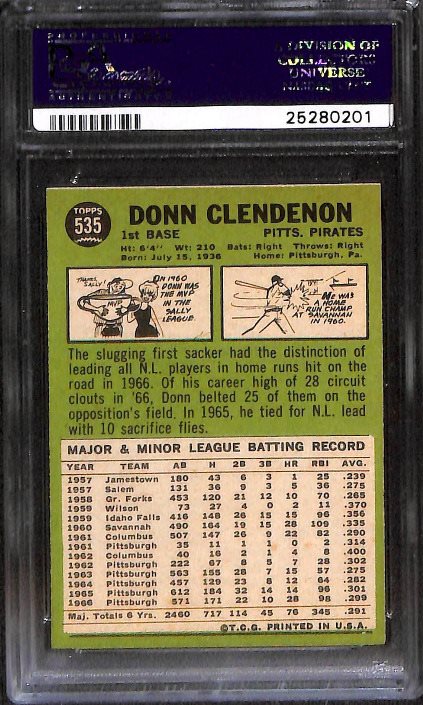 A DIVISION OF
COLLECTORS
UNIVERSE
25280201
TOPPS
535
DONN CLENDENON
1st BASE PITTS. PIRATES
Ht: 6'4" Wt: 210 Bats: Right Throws: Right
Born: July 15, 1936 Home: Pittsburgh, Pa.
THANKS, SALLY
MVP
IN 1960
DONN WAS
THE MVP
IN THE
SALLY
LEAGUE.
HE WAS
A HOME
RUN CHAMP
AT SAVANNAH
IN 1960.
The slugging first sacker had the distinction of
leading all N.L. players in home runs hit on the
road in 1966. Of his career high of 28 circuit
clouts in '66, Donn belted 25 of them on the
opposition's field. In 1965, he tied for N.L. lead
with 10 sacrifice flies.
MAJOR & MINOR LEAGUE BATTING RECORD
YEAR TEAM AB H 2B 3B HR RBI AVG.
1957 Jamestown 180 43 6 3 1 25 .239
1957 Salem 131 36 9 3 5 36 .275
1958 Gr. Forks 453 120 21 12 10 70 .265
1959 Wilson 73 27 4 0 2 11 .370
1959 Idaho Falls 416 148 26 15 15 96 .356
1960 Savannah 490 164 19 15 28 109 .335
1961 Columbus 507 147 26 9 22 82 .290
1961 Pittsburgh 35 11 1 1 0 2 .314
1962 Columbus 40 16 2 1 4 8 .400
1962 Pittsburgh 222 67 8 5 7 28 .302
1963 Pittsburgh 563 155 28 7 15 57 .275
1964 Pittsburgh 457 129 23 8 12 64 .282
1965 Pittsburgh 612 184 32 14 14 96 .301
1966 Pittsburgh 571 171 22 10 28 98 .299
Maj. Totals 6 Yrs. 2460 717 114 45 76 345 .291
©T.C.G. PRINTED IN U.S.A.